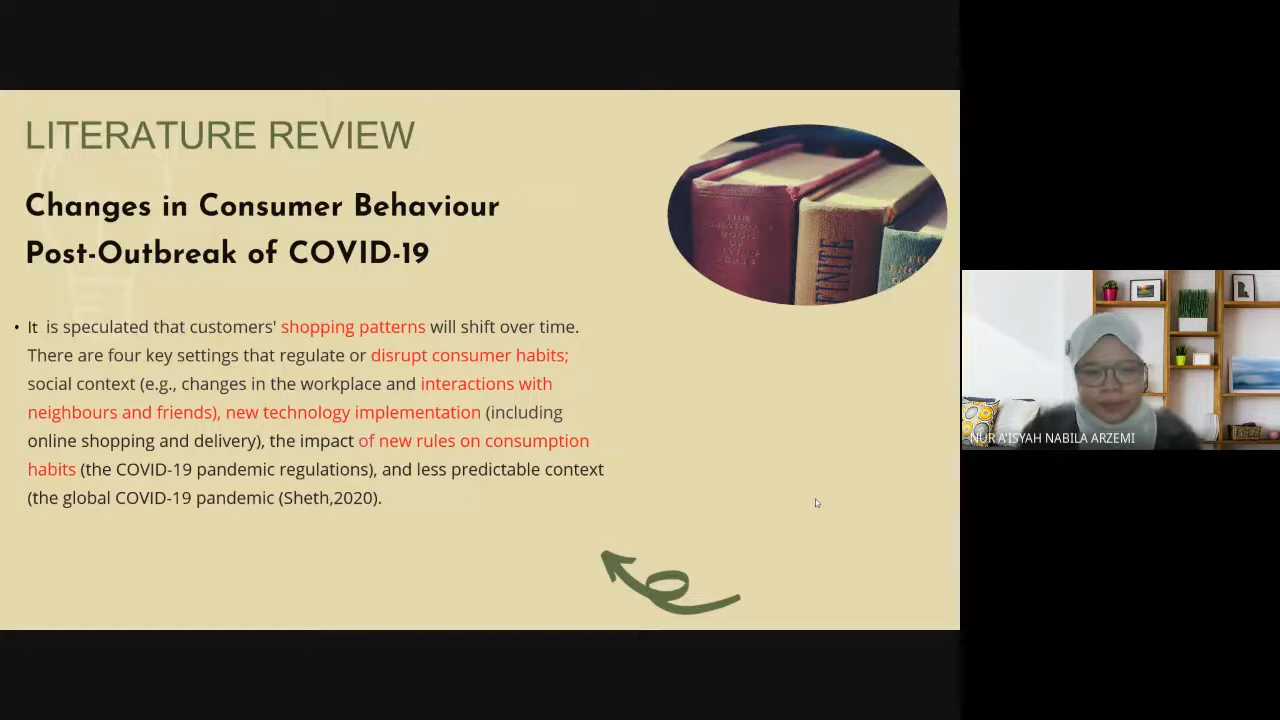 LITERATURE REVIEW
Changes in Consumer Behaviour
Post-Outbreak of COVID-19
• It is speculated that customers' shopping patterns will shift over time.
There are four key settings that regulate or disrupt consumer habits;
social context (e.g., changes in the workplace and interactions with
neighbours and friends), new technology implementation (including
online shopping and delivery), the impact of new rules on consumption
habits (the COVID-19 pandemic regulations), and less predictable context
(the global COVID-19 pandemic (Sheth,2020).
INFINITE
NUR A'ISYAH NABILA ARZEMI